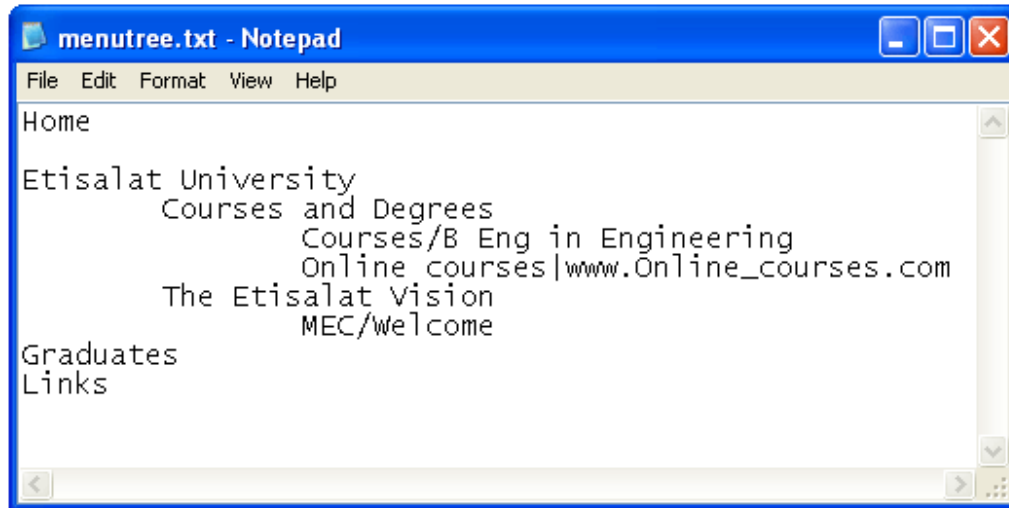 menutree.txt - Notepad
File Edit Format View Help
Home
Etisalat University
Courses and Degrees
Courses/B Eng in Engineering
Online courses|www.Online_courses.com
The Etisalat Vision
MEC/Welcome
Graduates
Links